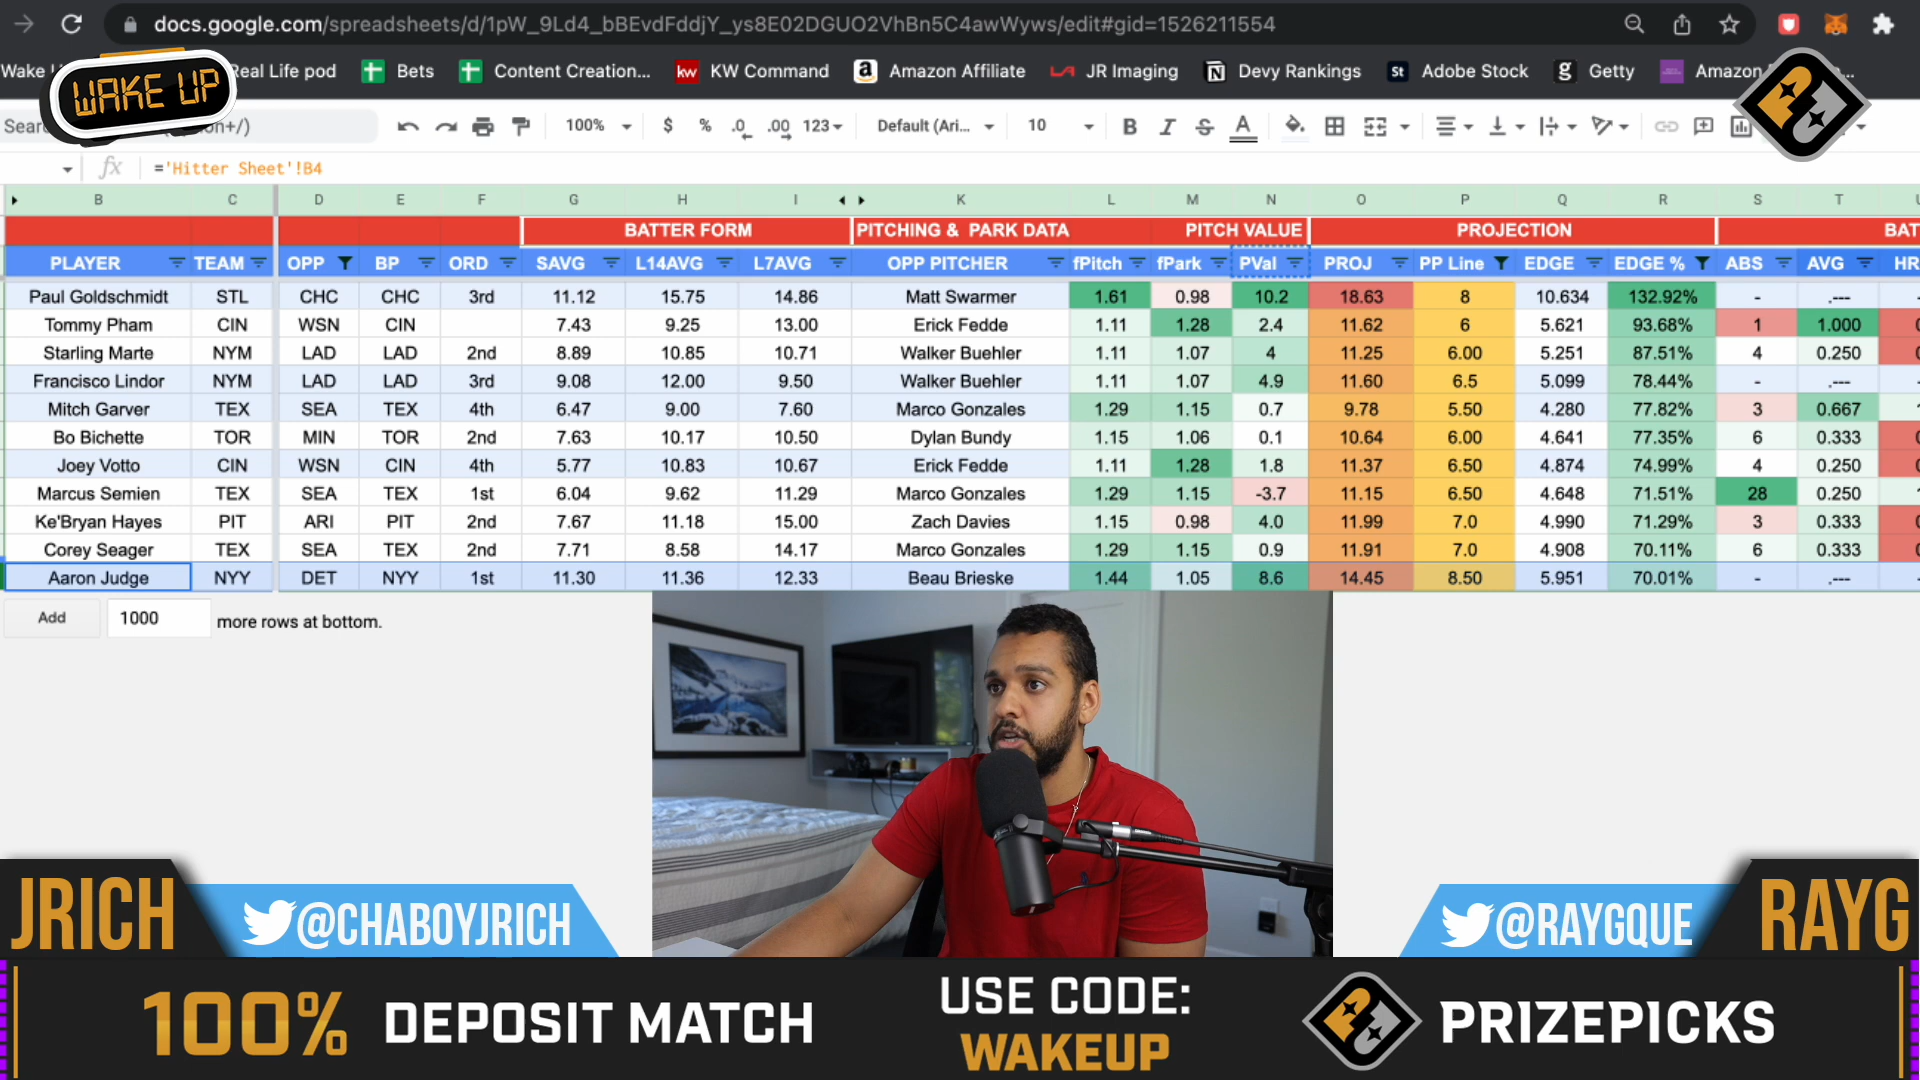 docs.google.com/spreadsheets/d/1pW_9Ld4_bBEvdFddjY_ys8E02DGUO2VhBn5C4awWyws/edit#gid=1526211554
Wake
WAKE UP
Real Life pod
Bets
Content Creation...
kw KW Command
a Amazon Affiliate
JR Imaging
Devy Rankings
St Adobe Stock
g Getty
Amazon
100%
$
%
.0
.00
123
Default (Ari...
10
B
I
S
A
fx
='Hitter Sheet'!B4
B C D E F G H I K L M N O P Q R S T
BATTER FORM PITCHING & PARK DATA PITCH VALUE PROJECTION BAT
PLAYER TEAM OPP BP ORD SAVG L14AVG L7AVG OPP PITCHER fPitch fPark PVal PROJ PP Line EDGE EDGE % ABS AVG HR
Paul Goldschmidt STL CHC CHC 3rd 11.12 15.75 14.86 Matt Swarmer 1.61 0.98 10.2 18.63 8 10.634 132.92% - .---
Tommy Pham CIN WSN CIN 7.43 9.25 13.00 Erick Fedde 1.11 1.28 2.4 11.62 6 5.621 93.68% 1 1.000
Starling Marte NYM LAD LAD 2nd 8.89 10.85 10.71 Walker Buehler 1.11 1.07 4 11.25 6.00 5.251 87.51% 4 0.250
Francisco Lindor NYM LAD LAD 3rd 9.08 12.00 9.50 Walker Buehler 1.11 1.07 4.9 11.60 6.5 5.099 78.44% - .---
Mitch Garver TEX SEA TEX 4th 6.47 9.00 7.60 Marco Gonzales 1.29 1.15 0.7 9.78 5.50 4.280 77.82% 3 0.667
Bo Bichette TOR MIN TOR 2nd 7.63 10.17 10.50 Dylan Bundy 1.15 1.06 0.1 10.64 6.00 4.641 77.35% 6 0.333
Joey Votto CIN WSN CIN 4th 5.77 10.83 10.67 Erick Fedde 1.11 1.28 1.8 11.37 6.50 4.874 74.99% 4 0.250
Marcus Semien TEX SEA TEX 1st 6.04 9.62 11.29 Marco Gonzales 1.29 1.15 -3.7 11.15 6.50 4.648 71.51% 28 0.250
Ke'Bryan Hayes PIT ARI PIT 2nd 7.67 11.18 15.00 Zach Davies 1.15 0.98 4.0 11.99 7.0 4.990 71.29% 3 0.333
Corey Seager TEX SEA TEX 2nd 7.71 8.58 14.17 Marco Gonzales 1.29 1.15 0.9 11.91 7.0 4.908 70.11% 6 0.333
Aaron Judge NYY DET NYY 1st 11.30 11.36 12.33 Beau Brieske 1.44 1.05 8.6 14.45 8.50 5.951 70.01% - .---
Add 1000 more rows at bottom.
JRICH
@CHABOYJRICH
@RAYGQUE
RAYG
100% DEPOSIT MATCH
USE CODE:
WAKEUP
PRIZEPICKS